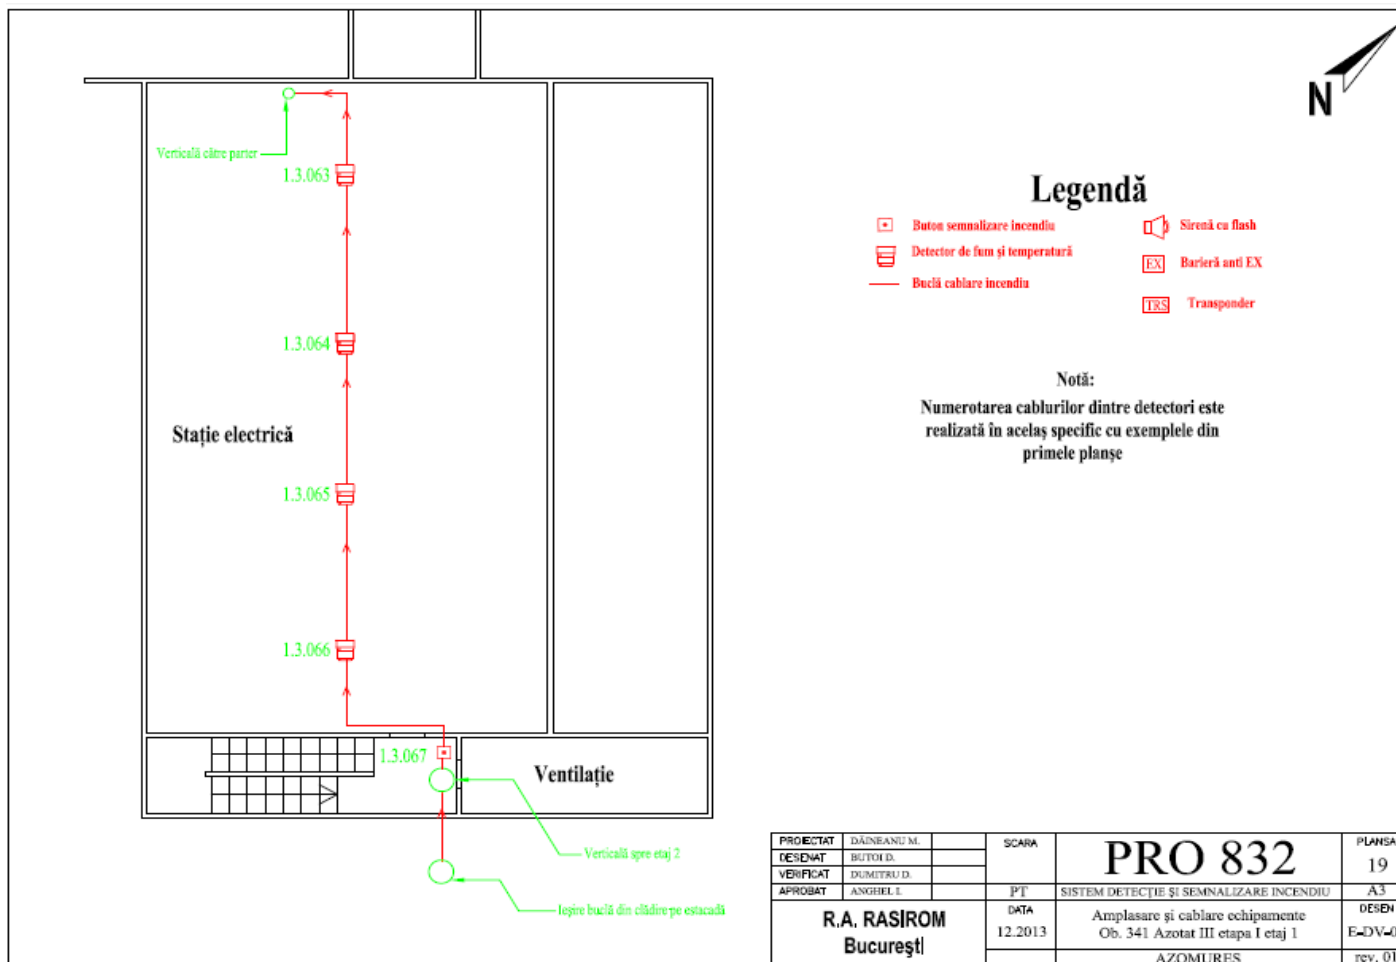 N
Verticală către parter
1.3.063
1.3.064
Stație electrică
1.3.065
1.3.066
1.3.067
Ventilație
Verticală spre etaj 2
Ieșire buclă din clădire pe estacadă
Legendă
Buton semnalizare incendiu
Detector de fum și temperatură
Buclă cablare incendiu
Sirenă cu flash
EX Barieră anti EX
TRS Transponder
Notă:
Numerotarea cablurilor dintre detectori este
realizată în acelaș specific cu exemplele din
primele planșe
PROIECTAT DĂINEANU M.
DESENAT BUTOI D.
VERIFICAT DUMITRU D.
APROBAT ANGHEL I.
SCARA
PT
PRO 832
SISTEM DETECȚIE ȘI SEMNALIZARE INCENDIU
PLANSA
19
A3
R.A. RASIROM
București
DATA
12.2013
Amplasare și cablare echipamente
Ob. 341 Azotat III etapa I etaj 1
AZOMURES
DESEN
E-DV-0
rev. 01